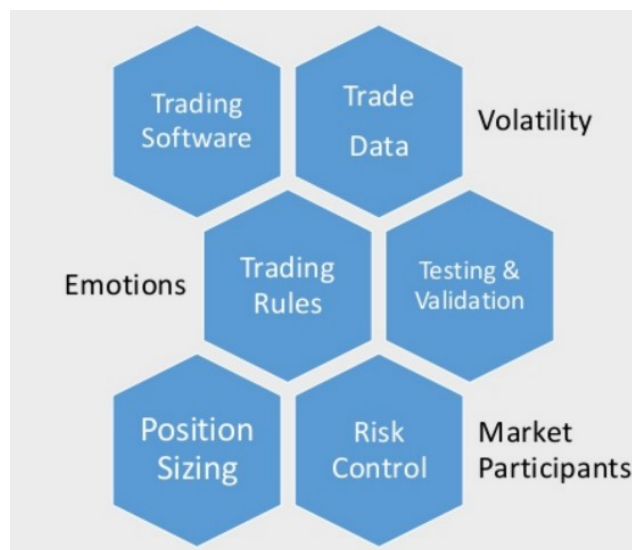 Trading
Software
Trade
Data
Volatility
Emotions
Trading
Rules
Testing &
Validation
Position
Sizing
Risk
Control
Market
Participants